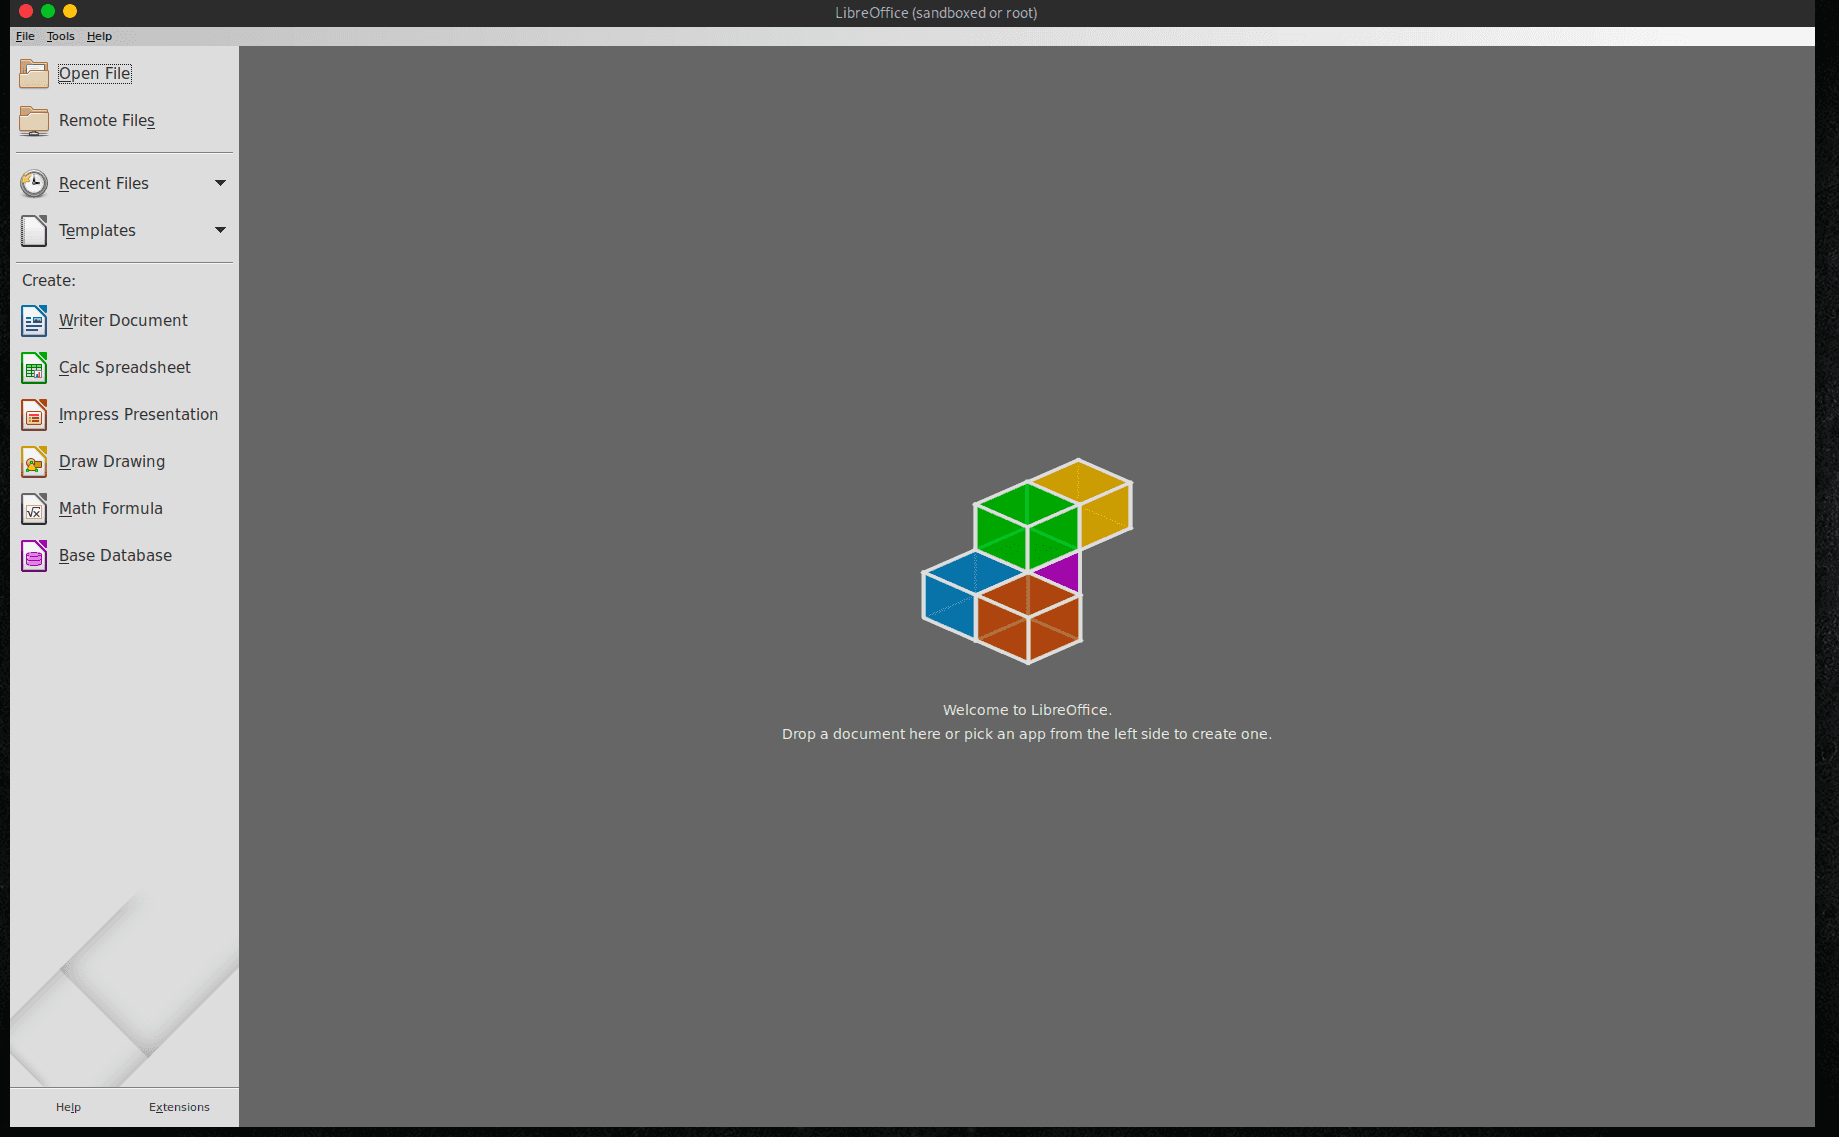 LibreOffice (sandboxed or root)
File Tools Help
Open File
Remote Files
Recent Files
Templates
Create:
Writer Document
Calc Spreadsheet
Impress Presentation
Draw Drawing
Math Formula
Base Database
Welcome to LibreOffice.
Drop a document here or pick an app from the left side to create one.
Help Extensions